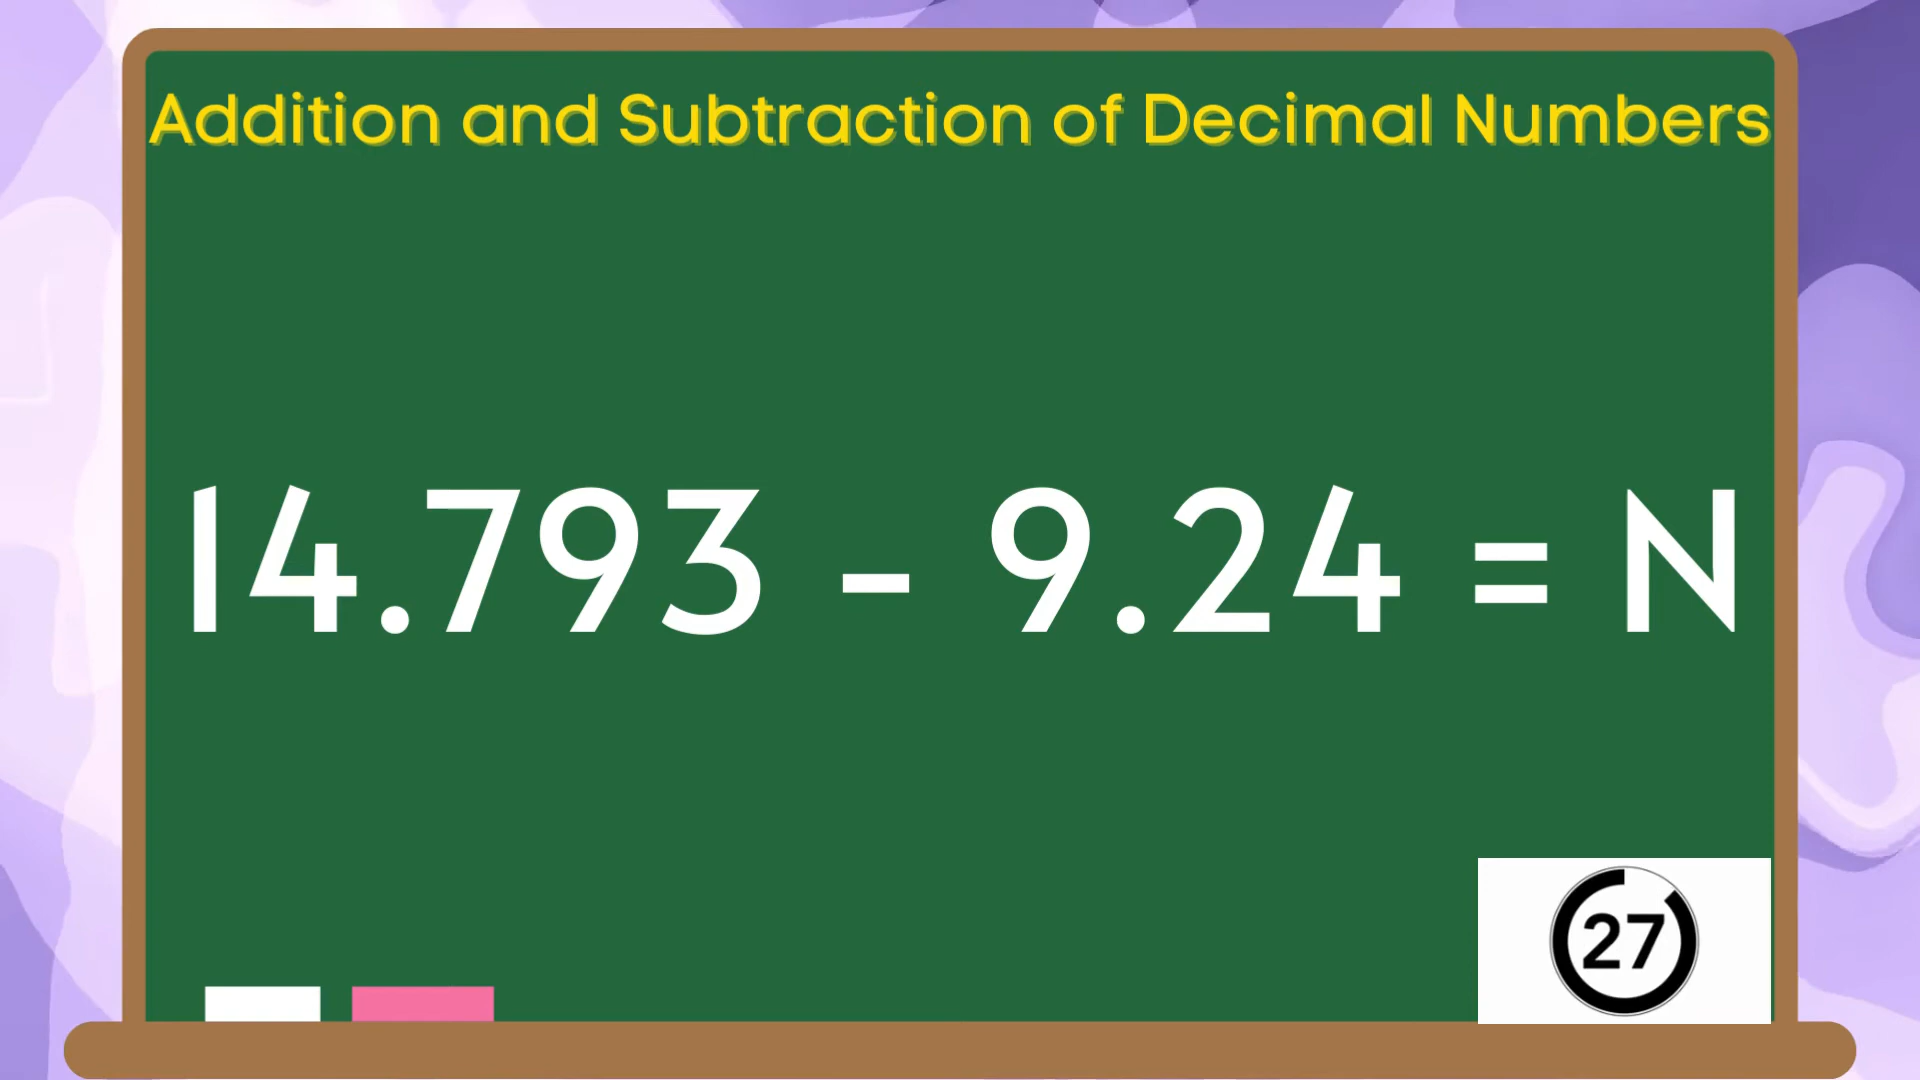 Addition and Subtraction of Decimal Numbers
14.793 - 9.24 = N
27